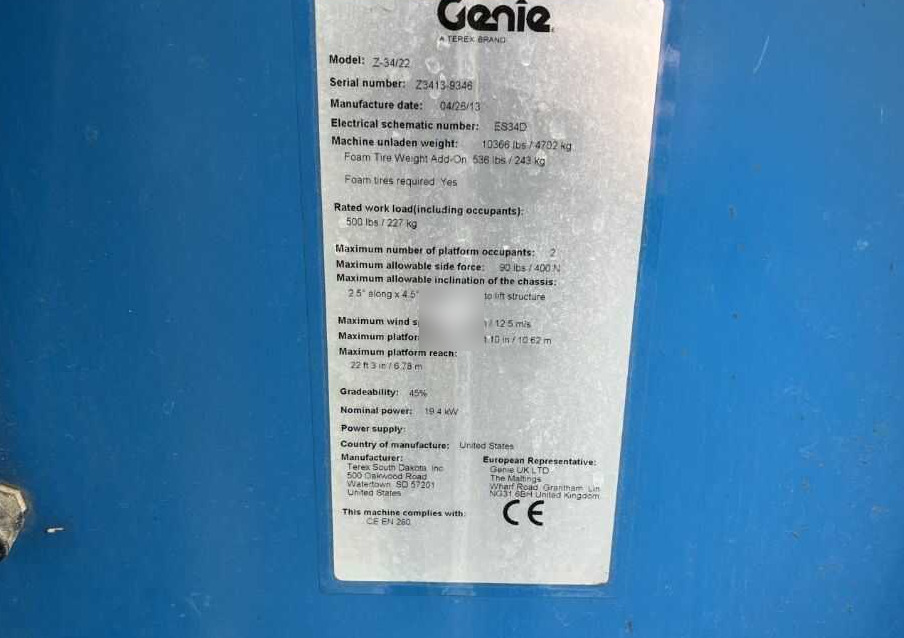 Genie
A TEREX BRAND
Model: Z-34/22
Serial number: Z3413-9346
Manufacture date: 04/26/13
Electrical schematic number: ES34D
Machine unladen weight: 10366 lbs / 4702 kg
Foam Tire Weight Add-On 536 lbs / 243 kg
Foam tires required Yes
Rated work load(including occupants):
500 lbs / 227 kg
Maximum number of platform occupants: 2
Maximum allowable side force: 90 lbs / 400 N
Maximum allowable inclination of the chassis:
2.5° along x 4.5° to lift structure
Maximum wind / 12.5 m/s
Maximum 10 in / 10.62 m
Maximum platform reach:
22 ft 3 in / 6.78 m
Gradeability: 45%
Nominal power: 19.4 kW
Power supply:
Country of manufacture: United States
Manufacturer:
Terex South Dakota, Inc
500 Oakwood Road
Watertown, SD 57201
United States
European Representative:
Genie UK LTD
The Maltings
Wharf Road, Grantham, Lin
NG31 6BH United Kingdom
This machine complies with:
CE EN 280
CE